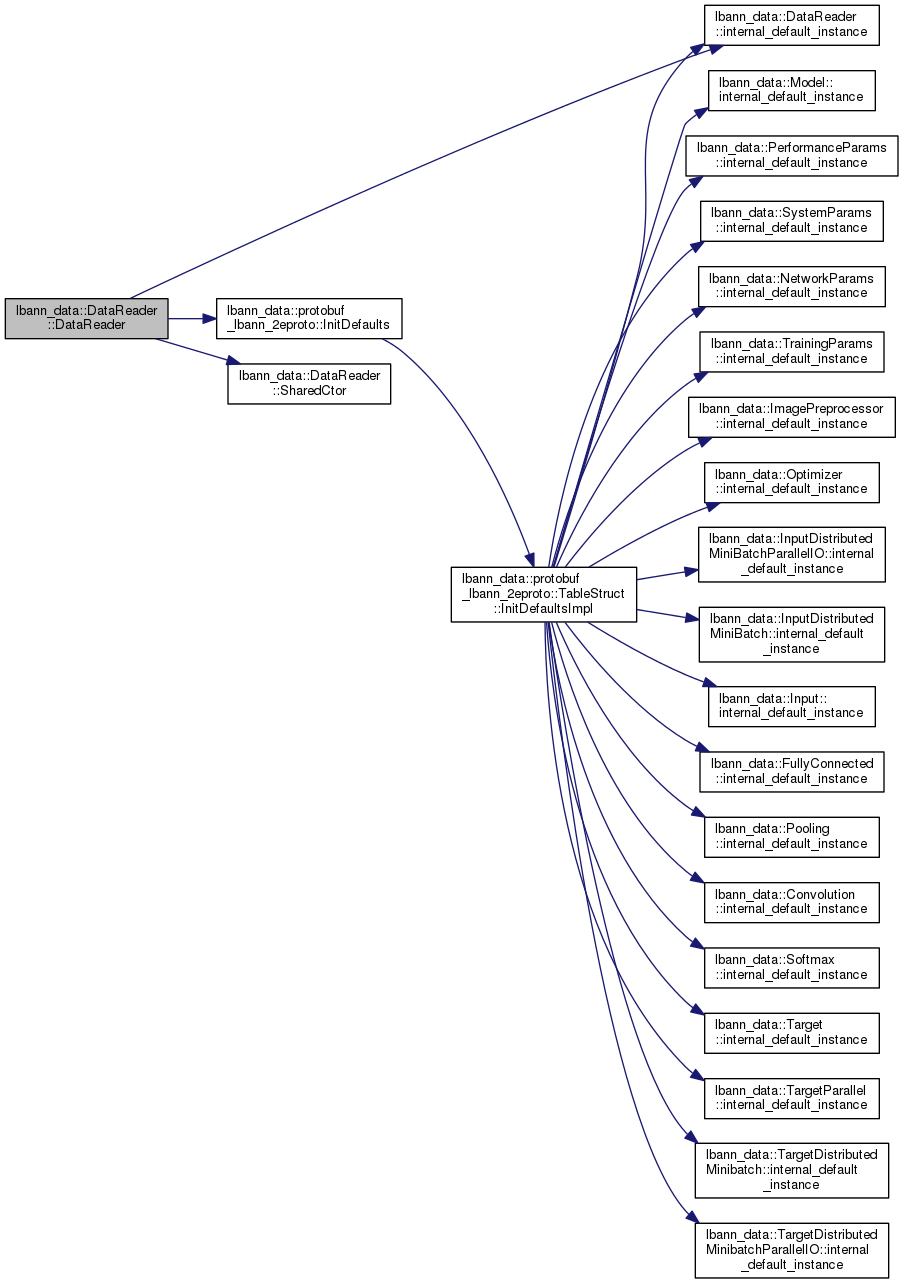 lbann_data::DataReader
::DataReader
lbann_data::protobuf
_lbann_2eproto::InitDefaults
lbann_data::DataReader
::SharedCtor
lbann_data::protobuf
_lbann_2eproto::TableStruct
::InitDefaultsImpl
lbann_data::DataReader
::internal_default_instance
lbann_data::Model::
internal_default_instance
lbann_data::PerformanceParams
::internal_default_instance
lbann_data::SystemParams
::internal_default_instance
lbann_data::NetworkParams
::internal_default_instance
lbann_data::TrainingParams
::internal_default_instance
lbann_data::ImagePreprocessor
::internal_default_instance
lbann_data::Optimizer
::internal_default_instance
lbann_data::InputDistributed
MiniBatchParallelIO::internal
_default_instance
lbann_data::InputDistributed
MiniBatch::internal_default
_instance
lbann_data::Input::
internal_default_instance
lbann_data::FullyConnected
::internal_default_instance
lbann_data::Pooling
::internal_default_instance
lbann_data::Convolution
::internal_default_instance
lbann_data::Softmax
::internal_default_instance
lbann_data::Target
::internal_default_instance
lbann_data::TargetParallel
::internal_default_instance
lbann_data::TargetDistributed
Minibatch::internal_default
_instance
lbann_data::TargetDistributed
MinibatchParallelIO::internal
_default_instance